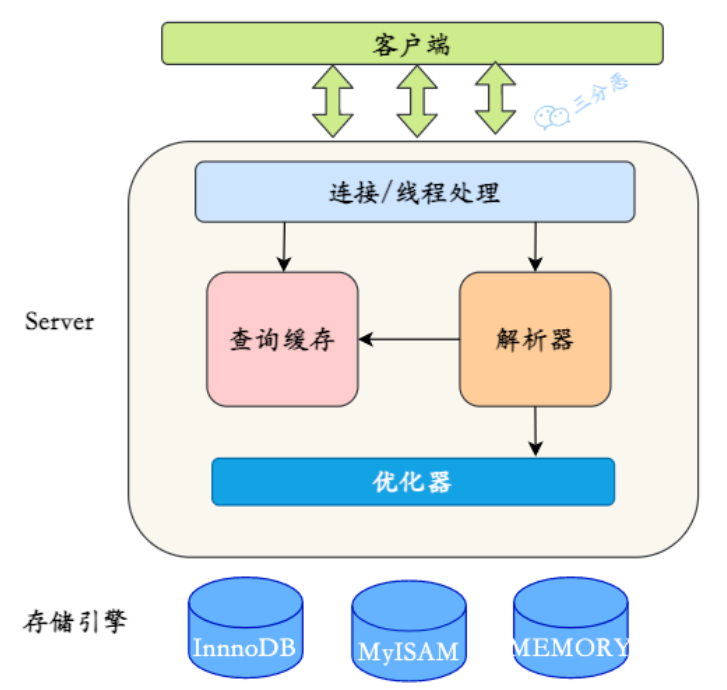 客户端
三分恶
连接/线程处理
Server
查询缓存
解析器
优化器
存储引擎
InnnoDB
MyISAM
MEMORY